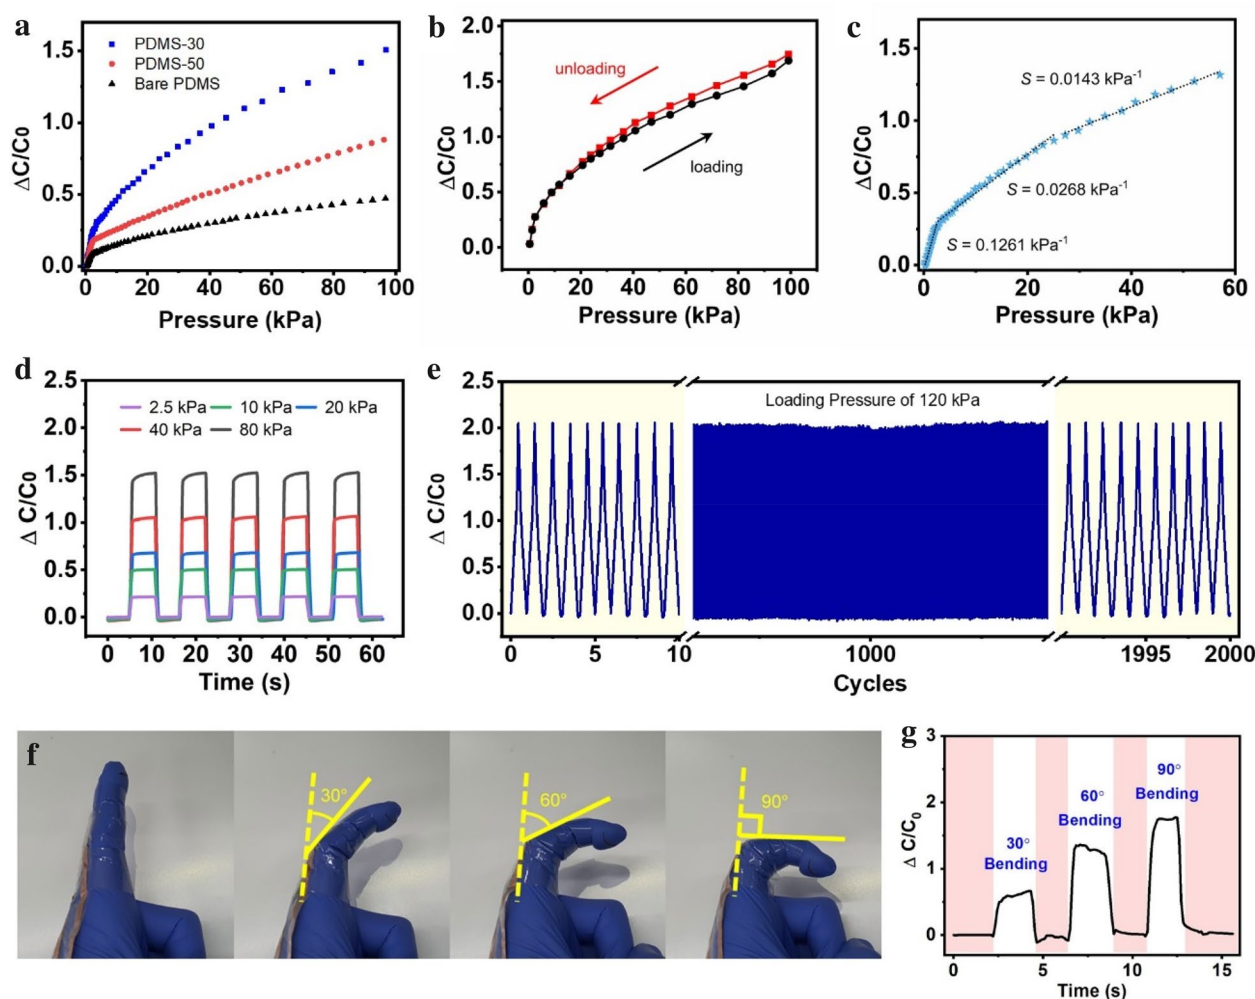 a
1.5
1.0
0.5
0.0
ΔC/C0
PDMS-30
PDMS-50
Bare PDMS
0 20 40 60 80 100
Pressure (kPa)
b
2.0
1.5
1.0
0.5
0.0
ΔC/C0
unloading
loading
0 20 40 60 80 100
Pressure (kPa)
c
1.5
1.0
0.5
0.0
ΔC/C0
S = 0.0143 kPa-1
S = 0.0268 kPa-1
S = 0.1261 kPa-1
0 20 40 60
Pressure (kPa)
d
2.5
2.0
1.5
1.0
0.5
0.0
Δ C/C0
2.5 kPa 10 kPa 20 kPa
40 kPa 80 kPa
0 10 20 30 40 50 60
Time (s)
e
2.5
2.0
1.5
1.0
0.5
0.0
Δ C/C0
Loading Pressure of 120 kPa
0 5 10 1000 1995 2000
Cycles
f
30°
60°
90°
g
3
2
1
0
Δ C/C0
30°
Bending
60°
Bending
90°
Bending
0 5 10 15
Time (s)